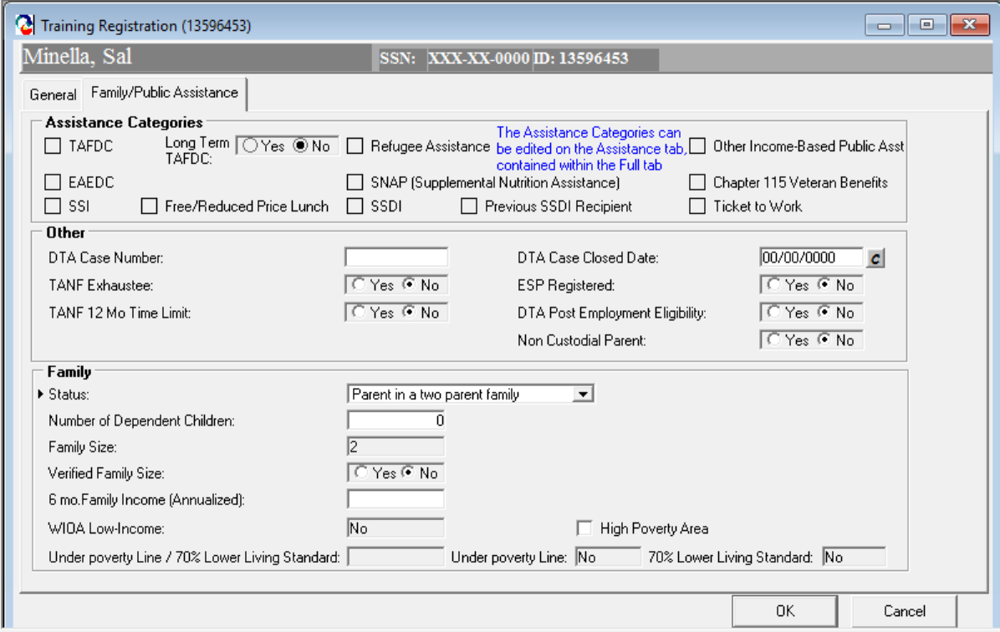 Training Registration (13596453)
Minella, Sal SSN: XXX-XX-0000 ID: 13596453
General Family/Public Assistance
Assistance Categories
TAFDC
Long Term TAFDC: Yes No
Refugee Assistance
The Assistance Categories can
be edited on the Assistance tab,
contained within the Full tab
Other Income-Based Public Asst
EAEDC SNAP (Supplemental Nutrition Assistance) Chapter 115 Veteran Benefits
SSI Free/Reduced Price Lunch SSDI Previous SSDI Recipient Ticket to Work
Other
DTA Case Number: DTA Case Closed Date: 00/00/0000 C
TANF Exhaustee: Yes No ESP Registered: Yes No
TANF 12 Mo Time Limit: Yes No DTA Post Employment Eligibility: Yes No
Non Custodial Parent: Yes No
Family
Status: Parent in a two parent family
Number of Dependent Children: 0
Family Size: 2
Verified Family Size: Yes No
6 mo.Family Income (Annualized):
WIOA Low-Income: No High Poverty Area
Under poverty Line / 70% Lower Living Standard: Under poverty Line: No 70% Lower Living Standard: No
OK Cancel